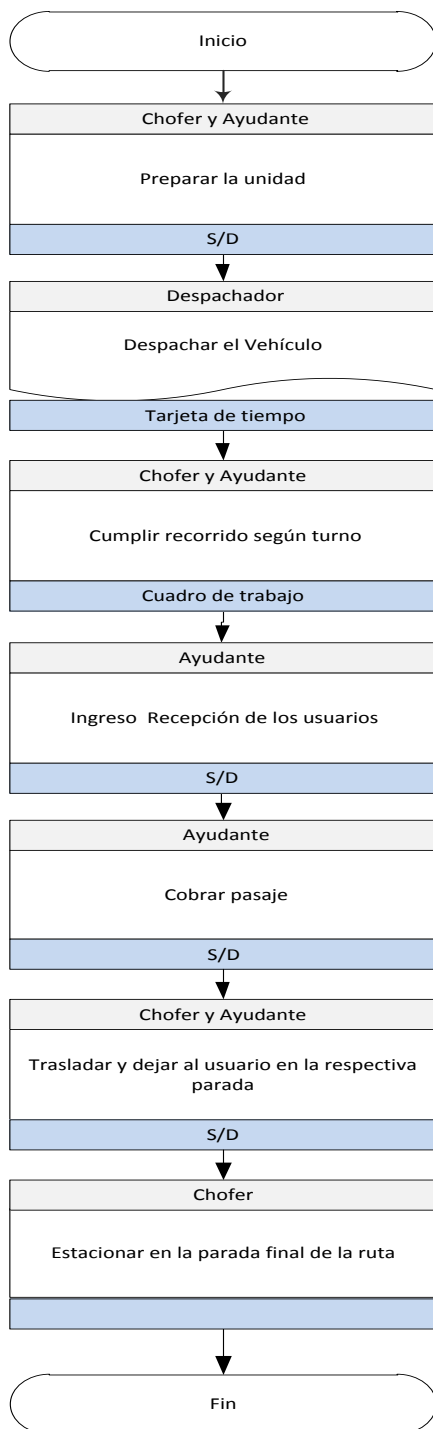 Inicio
Chofer y Ayudante
Preparar la unidad
S/D
Despachador
Despachar el Vehículo
Tarjeta de tiempo
Chofer y Ayudante
Cumplir recorrido según turno
Cuadro de trabajo
Ayudante
Ingreso  Recepción de los usuarios
S/D
Ayudante
Cobrar pasaje
S/D
Chofer y Ayudante
Trasladar y dejar al usuario en la respectiva
parada
S/D
Chofer
Estacionar en la parada final de la ruta
Fin